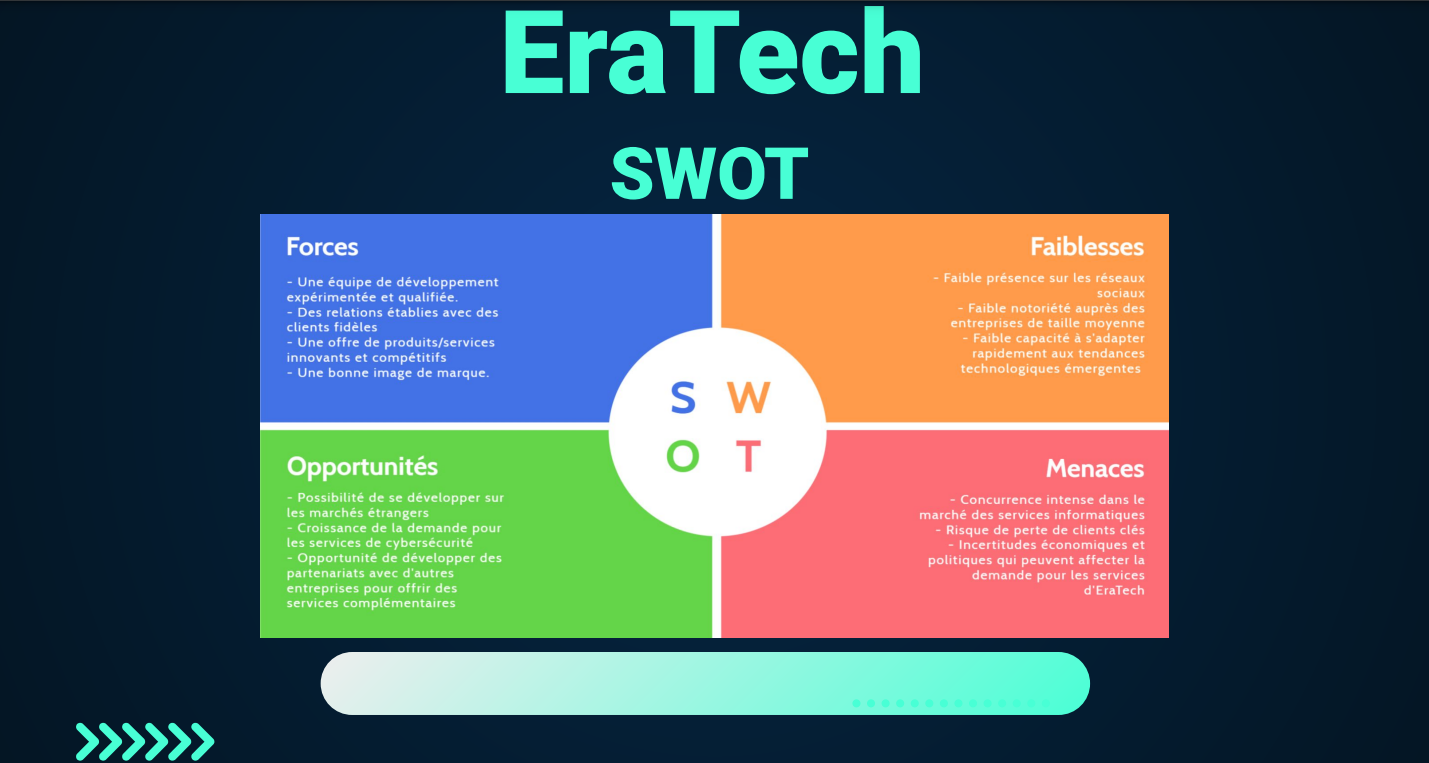 EraTech
SWOT
Forces
- Une équipe de développement
expérimentée et qualifiée.
- Des relations établies avec des
clients fidèles
- Une offre de produits/services
innovants et compétitifs
- Une bonne image de marque.
Faiblesses
- Faible présence sur les réseaux
sociaux
- Faible notoriété auprès des
entreprises de taille moyenne
- Faible capacité à s'adapter
rapidement aux tendances
technologiques émergentes
S W
O T
Opportunités
- Possibilité de se développer sur
les marchés étrangers
- Croissance de la demande pour
les services de cybersécurité
- Opportunité de développer des
partenariats avec d'autres
entreprises pour offrir des
services complémentaires
Menaces
- Concurrence intense dans le
marché des services informatiques
- Risque de perte de clients clés
- Incertitudes économiques et
politiques qui peuvent affecter la
demande pour les services
d'EraTech